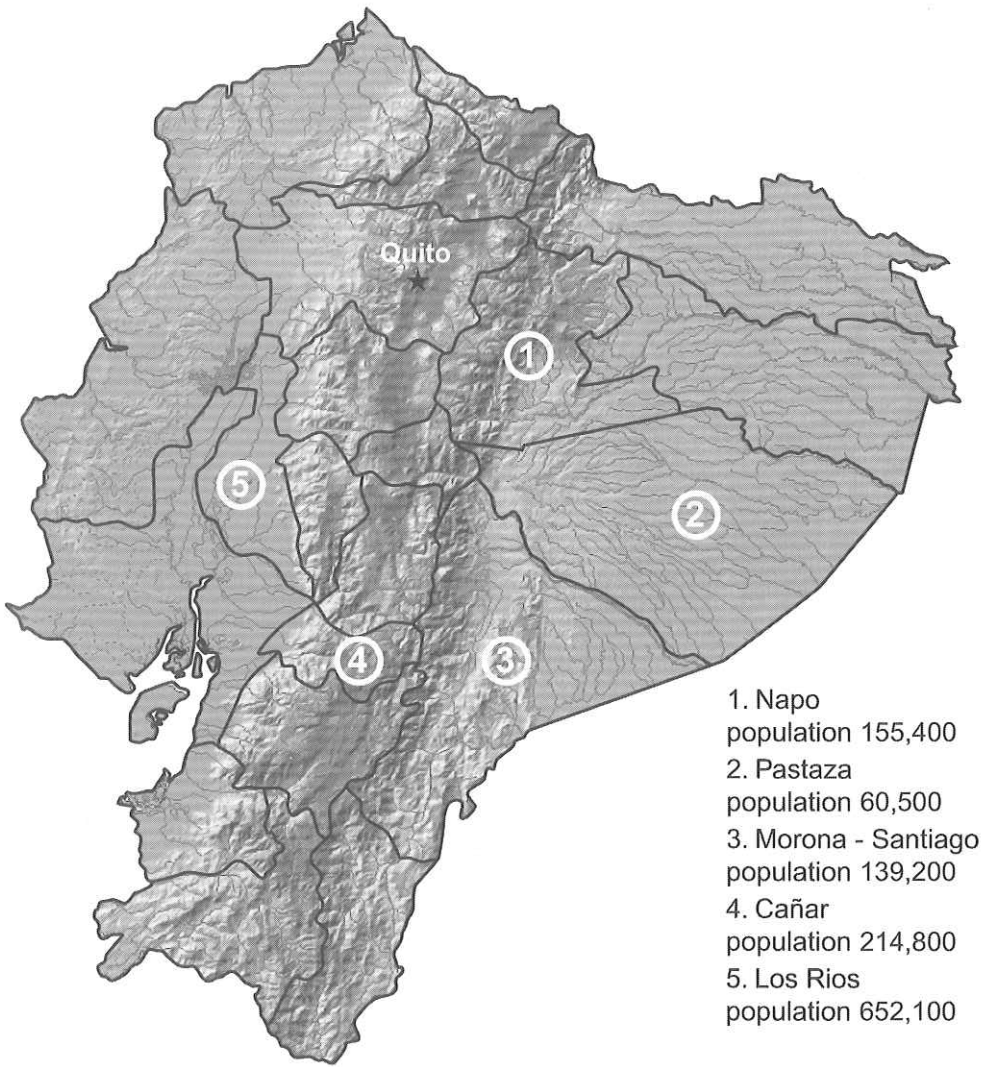 Quito
1
2
3
4
5
1. Napo
population 155,400
2. Pastaza
population 60,500
3. Morona - Santiago
population 139,200
4. Cañar
population 214,800
5. Los Rios
population 652,100